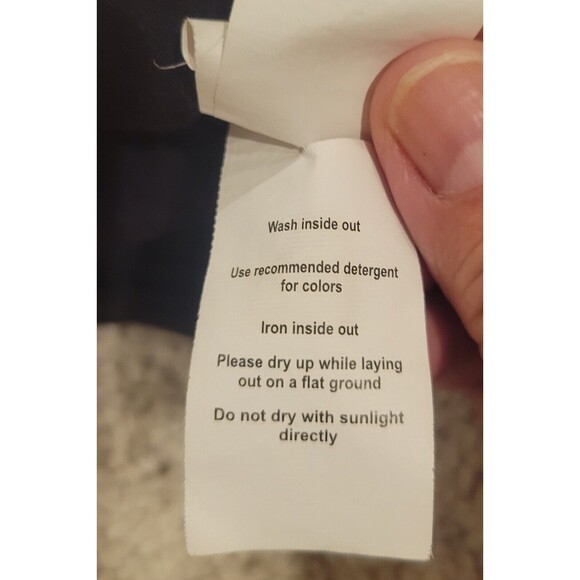 Wash inside out
Use recommended detergent
for colors
Iron inside out
Please dry up while laying
out on a flat ground
Do not dry with sunlight
directly